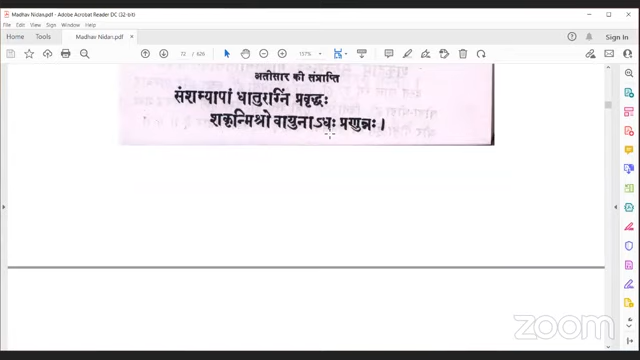 Madhav Nidan.pdf - Adobe Acrobat Reader DC (32-bit)
File Edit View Sign Window Help
Home Tools Madhav Nidan.pdf × Sign In
72 / 626 157%
अतीसार की संप्राप्ति
संशम्यापां धातुरग्निं प्रवृद्धः
शकृन्मिश्रो वायुनाऽधः प्रणुन्नः ।
zoom